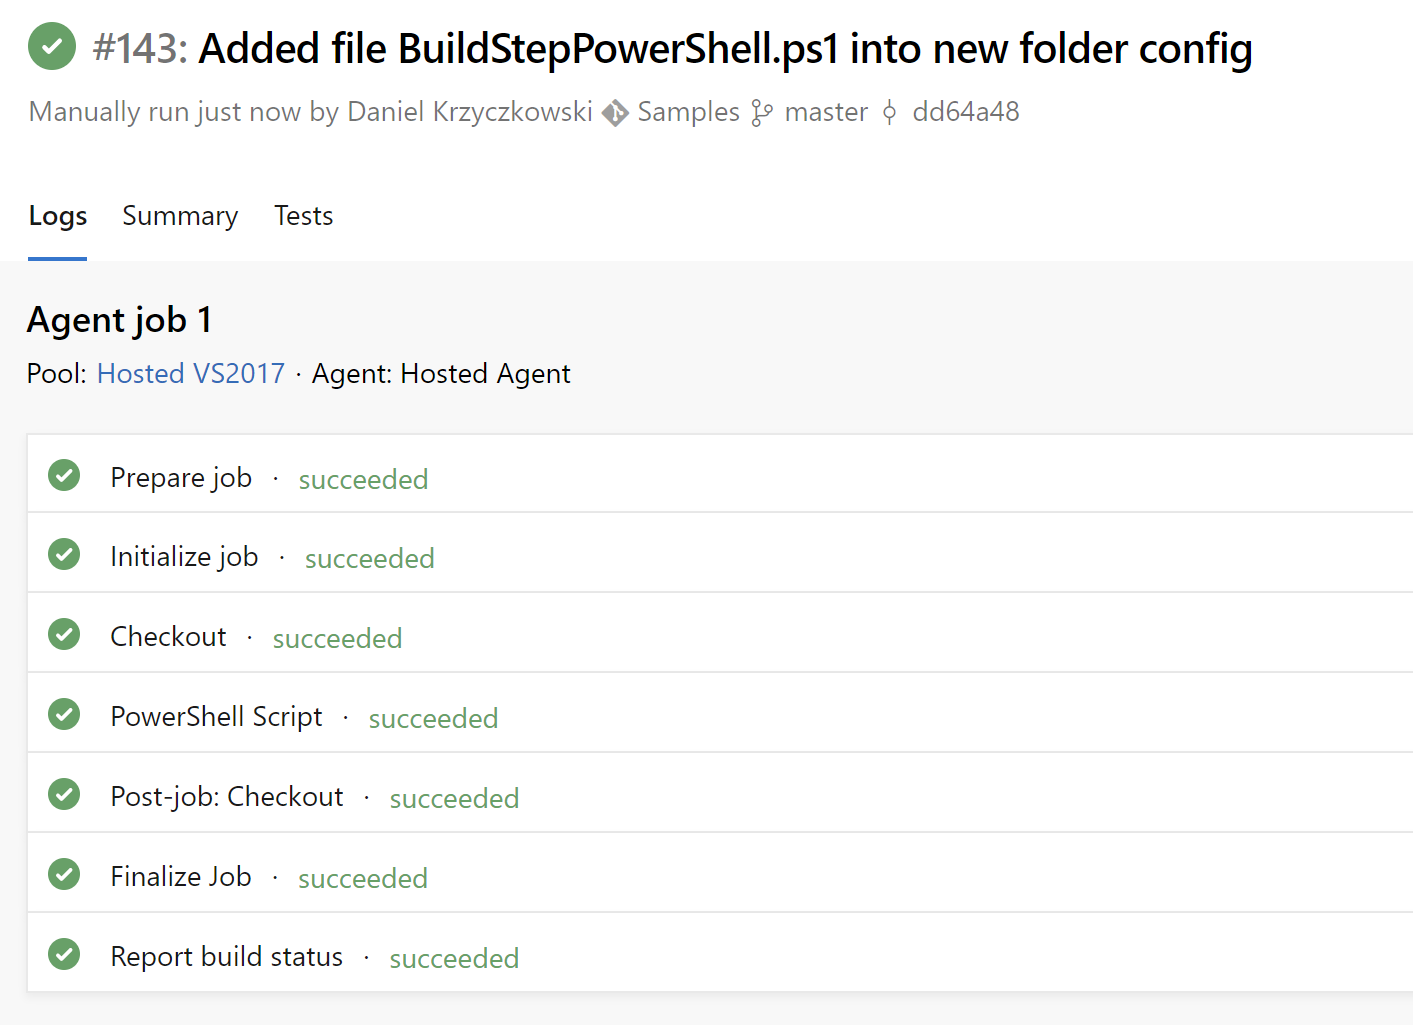 #143: Added file BuildStepPowerShell.ps1 into new folder config
Manually run just now by Daniel Krzyczkowski Samples master dd64a48
Logs Summary Tests
Agent job 1
Pool: Hosted VS2017 · Agent: Hosted Agent
Prepare job · succeeded
Initialize job · succeeded
Checkout · succeeded
PowerShell Script · succeeded
Post-job: Checkout · succeeded
Finalize Job · succeeded
Report build status · succeeded